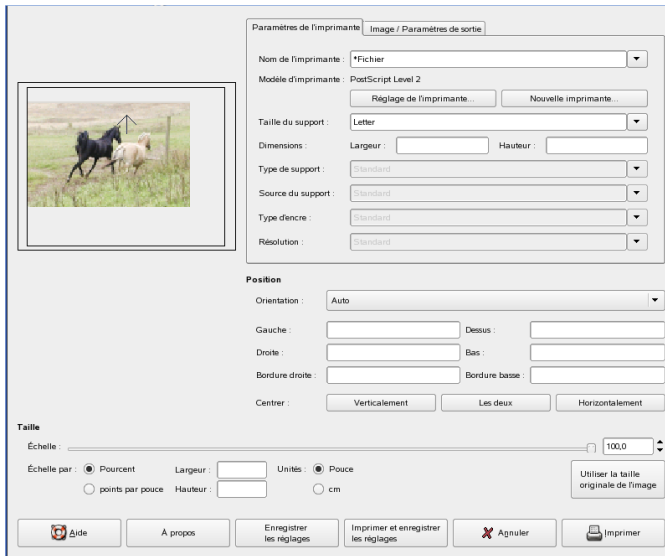 Paramètres de l'imprimante
Image / Paramètres de sortie
Nom de l'imprimante :
*Fichier
Modèle d'imprimante :
PostScript Level 2
Réglage de l'imprimante...
Nouvelle imprimante...
Taille du support :
Letter
Dimensions :
Largeur :
Hauteur :
Type de support :
Standard
Source du support :
Standard
Type d'encre :
Standard
Résolution :
Standard
Position
Orientation :
Auto
Gauche :
Dessus :
Droite :
Bas :
Bordure droite :
Bordure basse :
Centrer :
Verticalement
Les deux
Horizontalement
Taille
Échelle :
100,0
Échelle par :
Pourcent
Largeur :
Unités :
Pouce
points par pouce
Hauteur :
cm
Utiliser la taille
originale de l'image
Aide
À propos
Enregistrer
les réglages
Imprimer et enregistrer
les réglages
Annuler
Imprimer